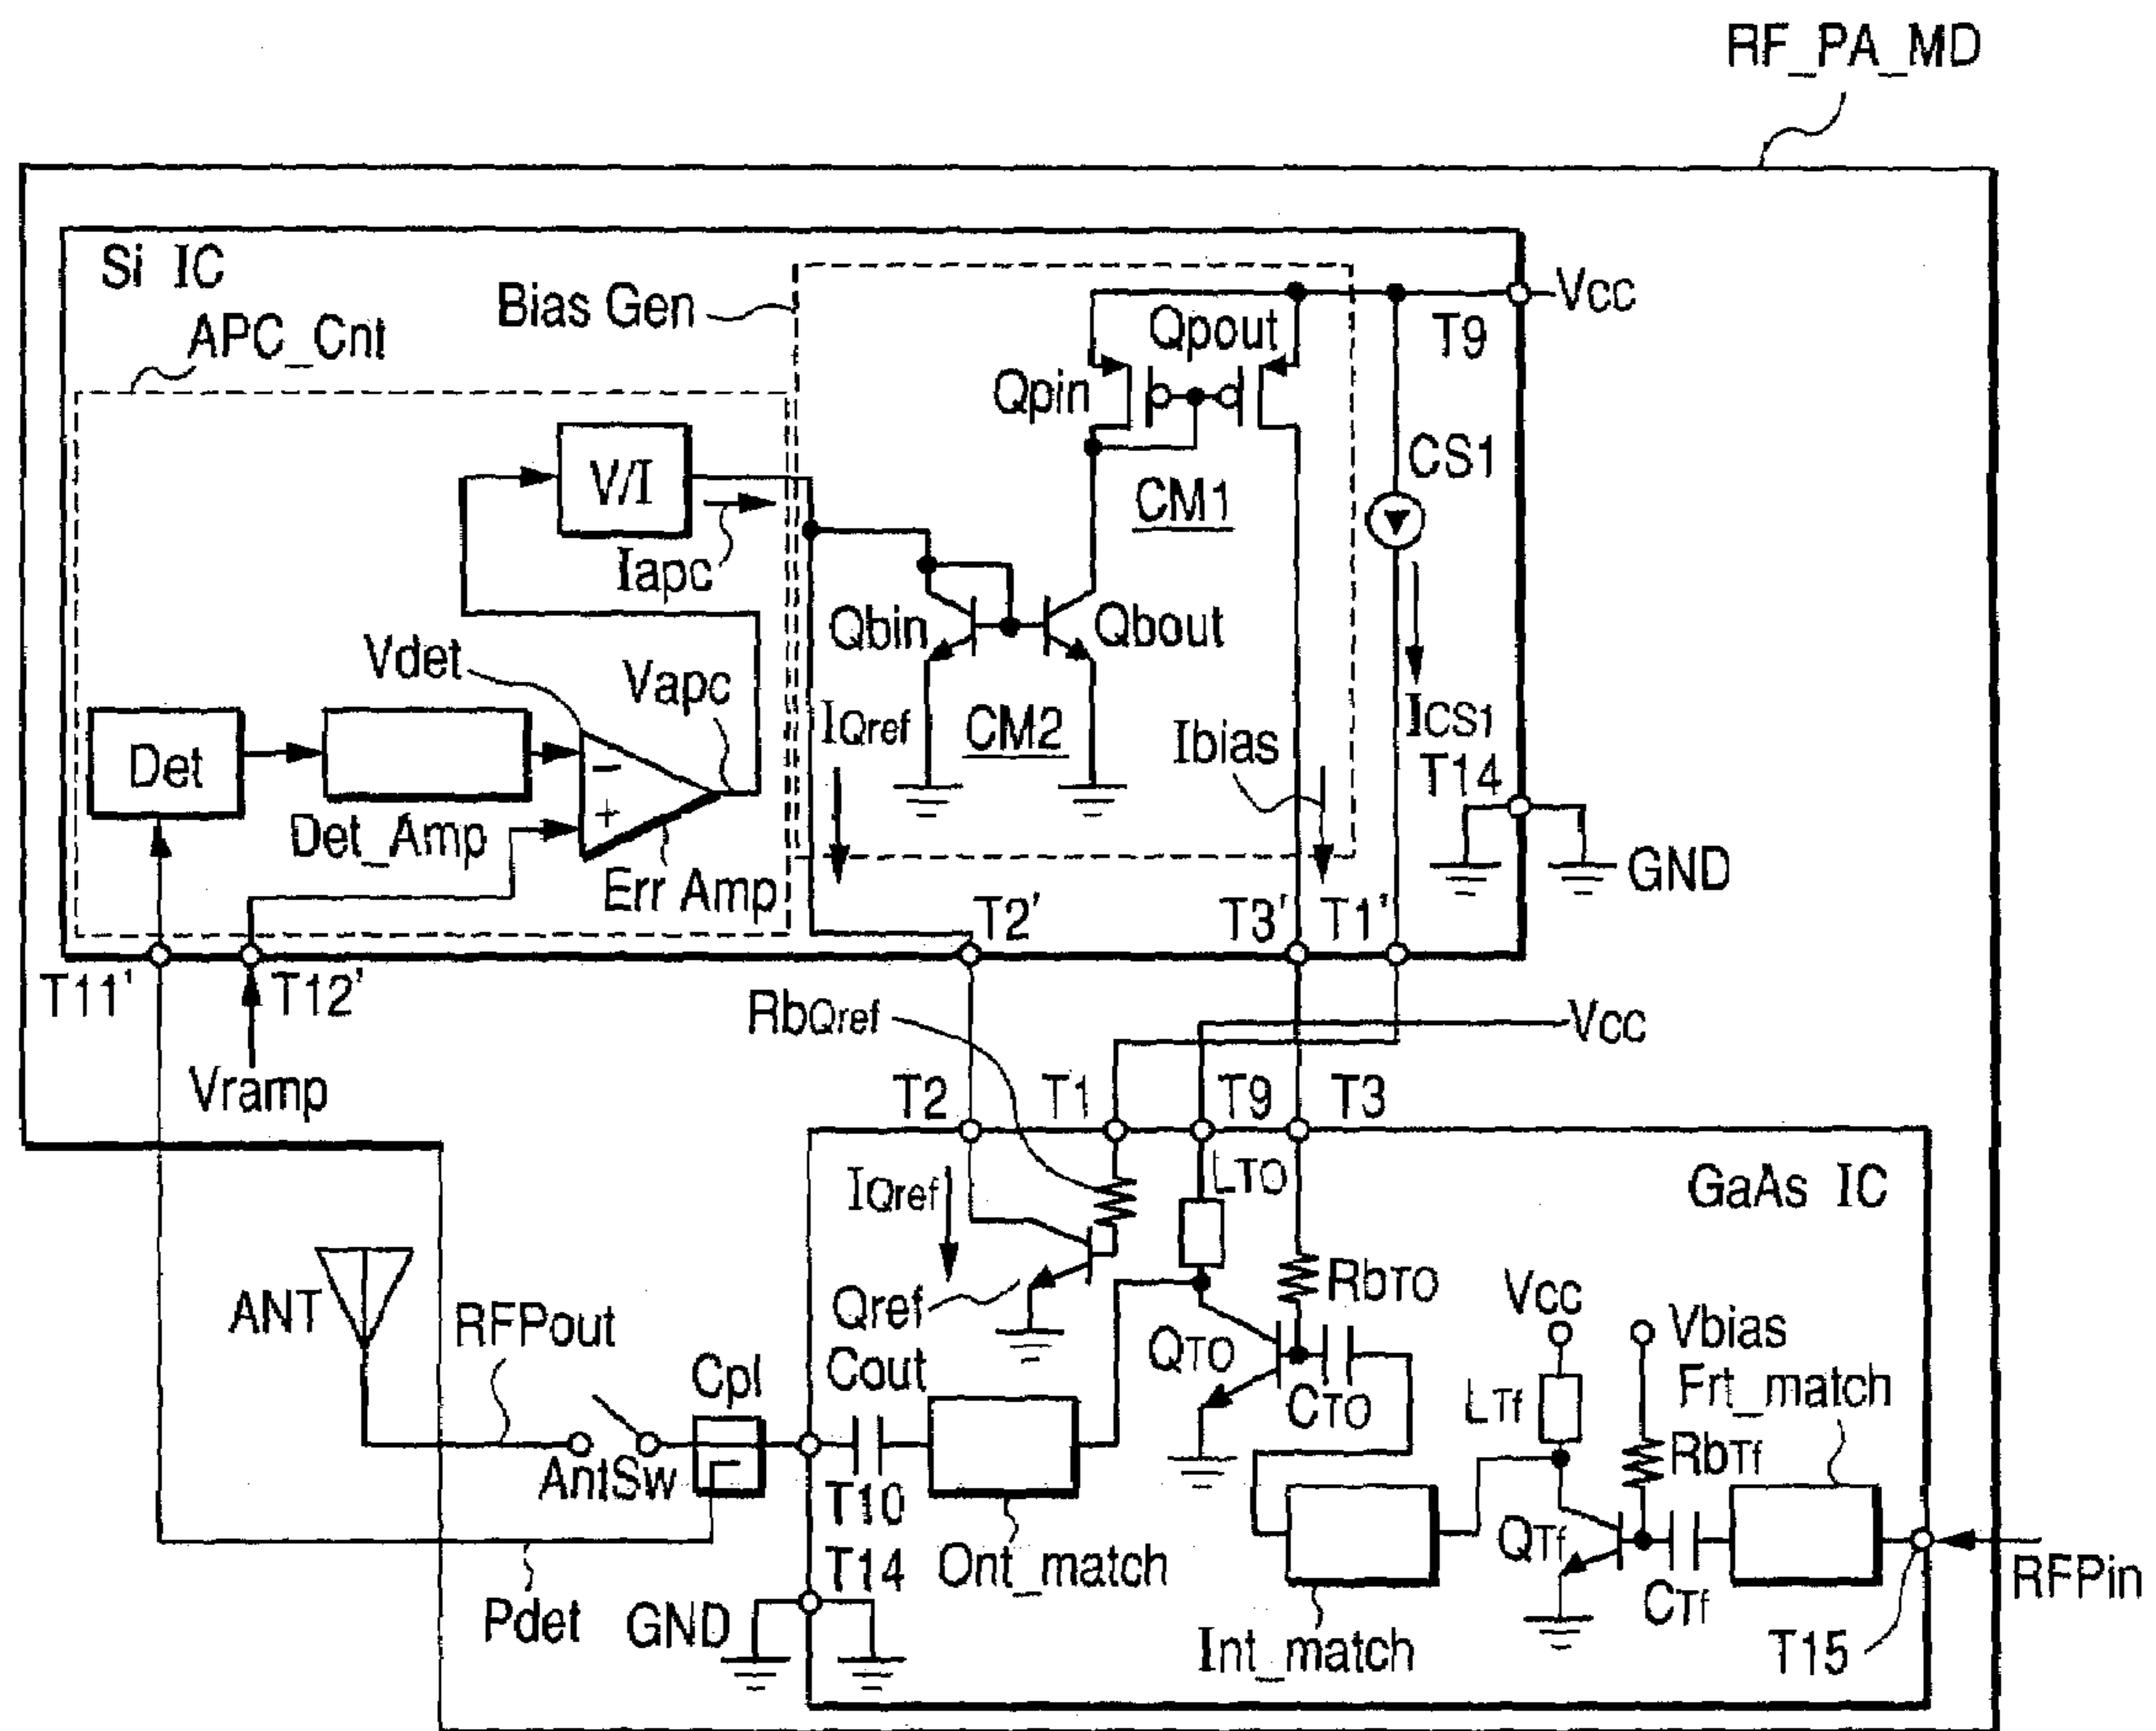 RF_PA_MD
Si IC
Bias Gen
Vcc
APC_Cnt
Qpout
T9
Qpin
V/I
CM1
CS1
Iapc
Qbin
Qbout
Vdet
Vapc
IQref
CM2
Ibias
ICS1
T14
Det
−
+
Det_Amp
Err Amp
GND
T2'
T3'
T1'
T11'
T12'
RbQref
Vcc
Vramp
T2
T1
T9
T3
IQref
LTO
GaAs IC
ANT
RFPout
Qref
RbTO
Vcc
Vbias
Cpl
Cout
QTO
CTO
LTf
Frt_match
AntSw
RbTf
T10
QTf
T14
Ont_match
CTf
RFPin
Pdet
GND
Int_match
T15